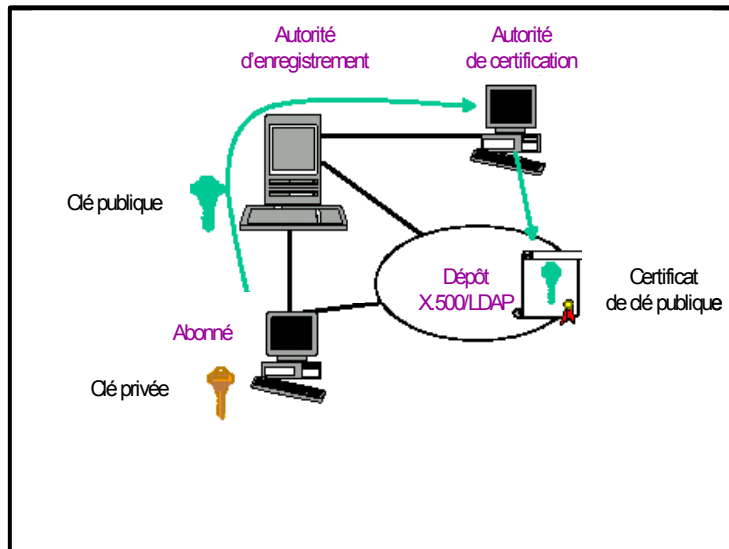 Autorité
d'enregistrement
Autorité
de certification
Clé publique
Dépôt
X.500/LDAP
Certificat
de clé publique
Abonné
Clé privée